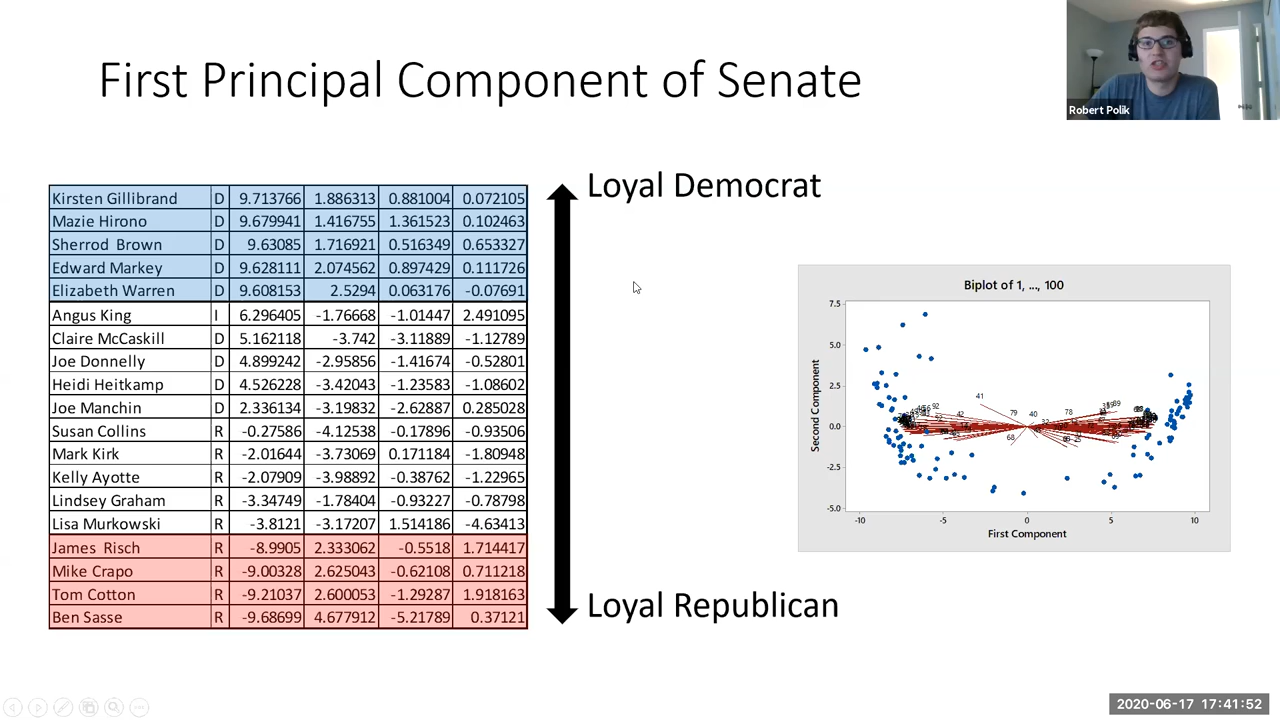 First Principal Component of Senate
Robert Polik
Loyal Democrat
Kirsten Gillibrand D 9.713766 1.886313 0.881004 0.072105
Mazie Hirono D 9.679941 1.416755 1.361523 0.102463
Sherrod Brown D 9.63085 1.716921 0.516349 0.653327
Edward Markey D 9.628111 2.074562 0.897429 0.111726
Elizabeth Warren D 9.608153 2.5294 0.063176 -0.07691
Angus King I 6.296405 -1.76668 -1.01447 2.491095
Claire McCaskill D 5.162118 -3.742 -3.11889 -1.12789
Joe Donnelly D 4.899242 -2.95856 -1.41674 -0.52801
Heidi Heitkamp D 4.526228 -3.42043 -1.23583 -1.08602
Joe Manchin D 2.336134 -3.19832 -2.62887 0.285028
Susan Collins R -0.27586 -4.12538 -0.17896 -0.93506
Mark Kirk R -2.01644 -3.73069 0.171184 -1.80948
Kelly Ayotte R -2.07909 -3.98892 -0.38762 -1.22965
Lindsey Graham R -3.34749 -1.78404 -0.93227 -0.78798
Lisa Murkowski R -3.8121 -3.17207 1.514186 -4.63413
James Risch R -8.9905 2.333062 -0.5518 1.714417
Mike Crapo R -9.00328 2.625043 -0.62108 0.711218
Tom Cotton R -9.21037 2.600053 -1.29287 1.918163
Ben Sasse R -9.68699 4.677912 -5.21789 0.37121
Loyal Republican
Biplot of 1, ..., 100
Second Component
7.5
5.0
2.5
0.0
-2.5
-5.0
41
92
42
79
40
78
89
68
-10 -5 0 5 10
First Component
2020-06-17 17:41:52